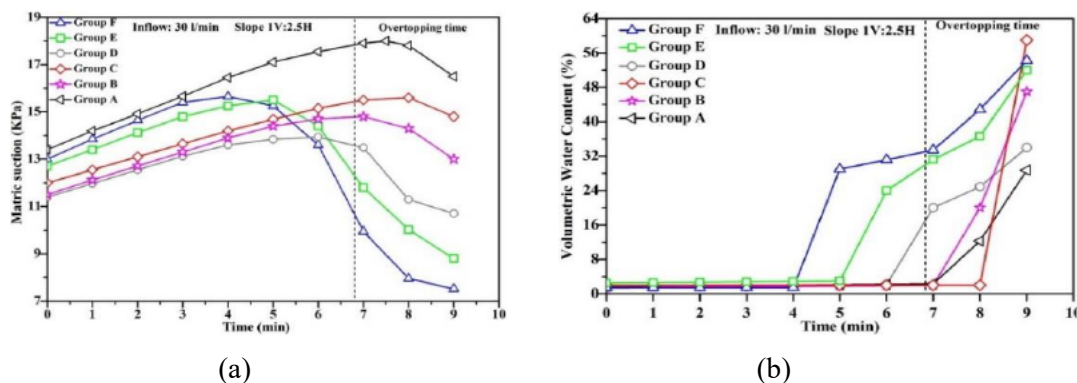 Group F
Group E
Group D
Group C
Group B
Group A
Inflow: 30 l/min Slope 1V:2.5H Overtopping time
Matric suction (KPa)
19
17
15
13
11
9
7
0 1 2 3 4 5 6 7 8 9 10
Time (min)
(a)
Group F
Group E
Group D
Group C
Group B
Group A
Inflow: 30 l/min Slope 1V:2.5H Overtopping time
Volumetric Water Content (%)
64
56
48
40
32
24
16
8
0
0 1 2 3 4 5 6 7 8 9 10
Time (min)
(b)